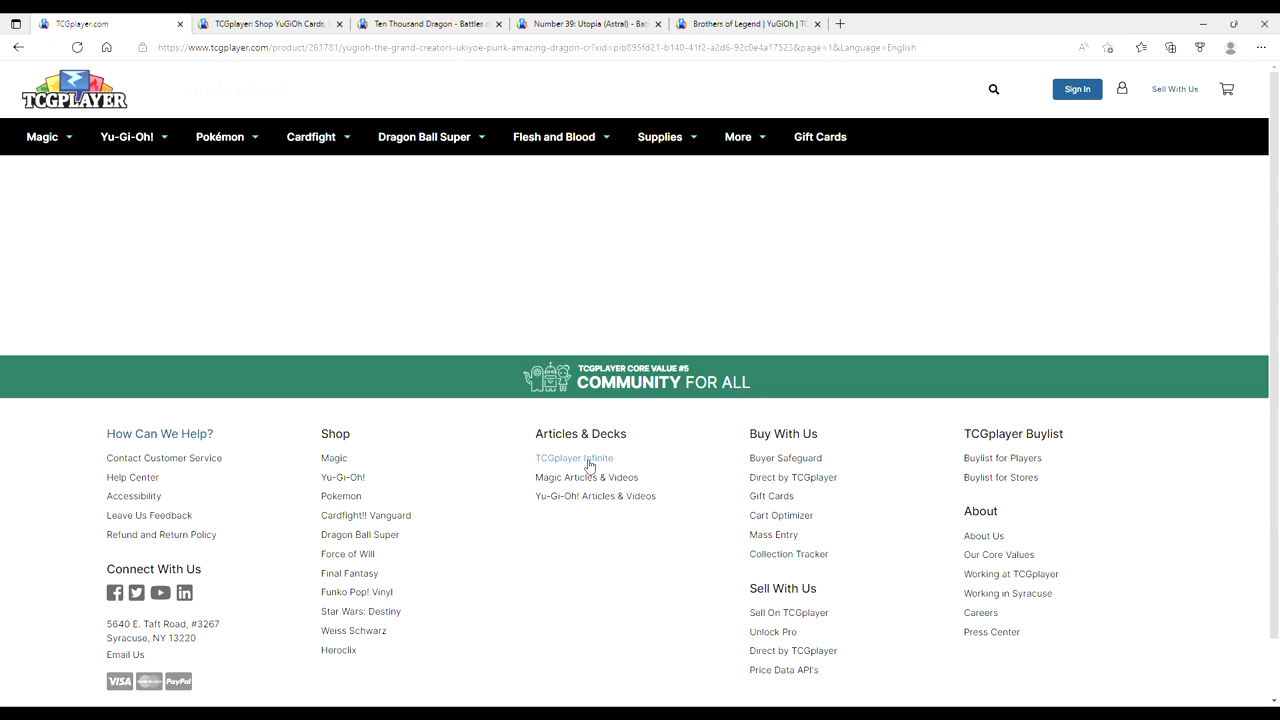 TCGplayer.com
TCGplayer: Shop YuGiOh Cards,
Ten Thousand Dragon - Battles o
Number 39: Utopia (Astral) - Bat
Brothers of Legend | YuGiOh | TC
https://www.tcgplayer.com/product/261781/yugioh-the-grand-creators-ukiyoe-punk-amazing-dragon-cr?xid=pib895fd21-b140-41f2-a2d6-92c0e4a17523&page=1&Language=English
TCGPLAYER
Sign In
Sell With Us
Magic
Yu-Gi-Oh!
Pokémon
Cardfight
Dragon Ball Super
Flesh and Blood
Supplies
More
Gift Cards
TCGPLAYER CORE VALUE #5
COMMUNITY FOR ALL
How Can We Help?
Contact Customer Service
Help Center
Accessibility
Leave Us Feedback
Refund and Return Policy
Connect With Us
5640 E. Taft Road, #3267
Syracuse, NY 13220
Email Us
VISA
PayPal
Shop
Magic
Yu-Gi-Oh!
Pokemon
Cardfight!! Vanguard
Dragon Ball Super
Force of Will
Final Fantasy
Funko Pop! Vinyl
Star Wars: Destiny
Weiss Schwarz
Heroclix
Articles & Decks
TCGplayer Infinite
Magic Articles & Videos
Yu-Gi-Oh! Articles & Videos
Buy With Us
Buyer Safeguard
Direct by TCGplayer
Gift Cards
Cart Optimizer
Mass Entry
Collection Tracker
Sell With Us
Sell On TCGplayer
Unlock Pro
Direct by TCGplayer
Price Data API's
TCGplayer Buylist
Buylist for Players
Buylist for Stores
About
About Us
Our Core Values
Working at TCGplayer
Working in Syracuse
Careers
Press Center